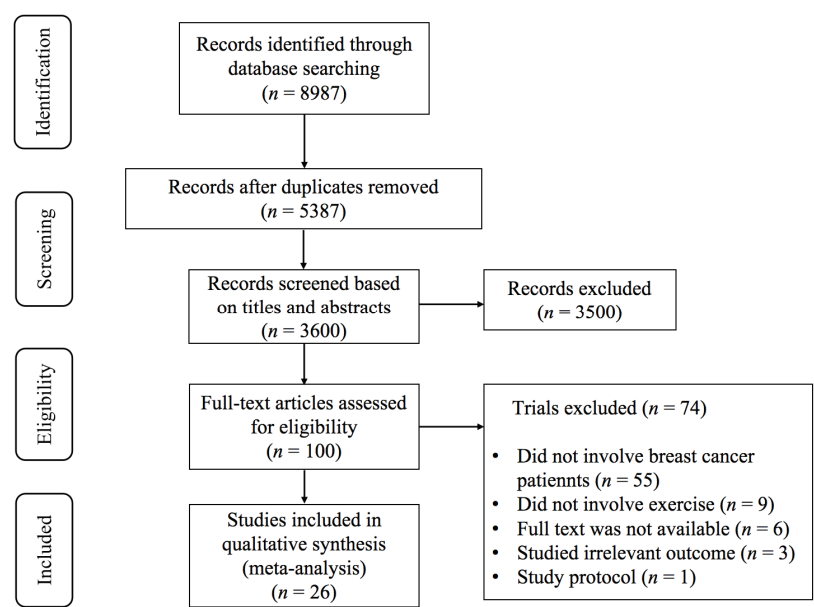 Identification
Records identified through
database searching
(n = 8987)
Records after duplicates removed
(n = 5387)
Screening
Records screened based
on titles and abstracts
(n = 3600)
Records excluded
(n = 3500)
Eligibility
Full-text articles assessed
for eligibility
(n = 100)
Trials excluded (n = 74)
• Did not involve breast cancer
patiennts (n = 55)
• Did not involve exercise (n = 9)
• Full text was not available (n = 6)
• Studied irrelevant outcome (n = 3)
• Study protocol (n = 1)
Included
Studies included in
qualitative synthesis
(meta-analysis)
(n = 26)